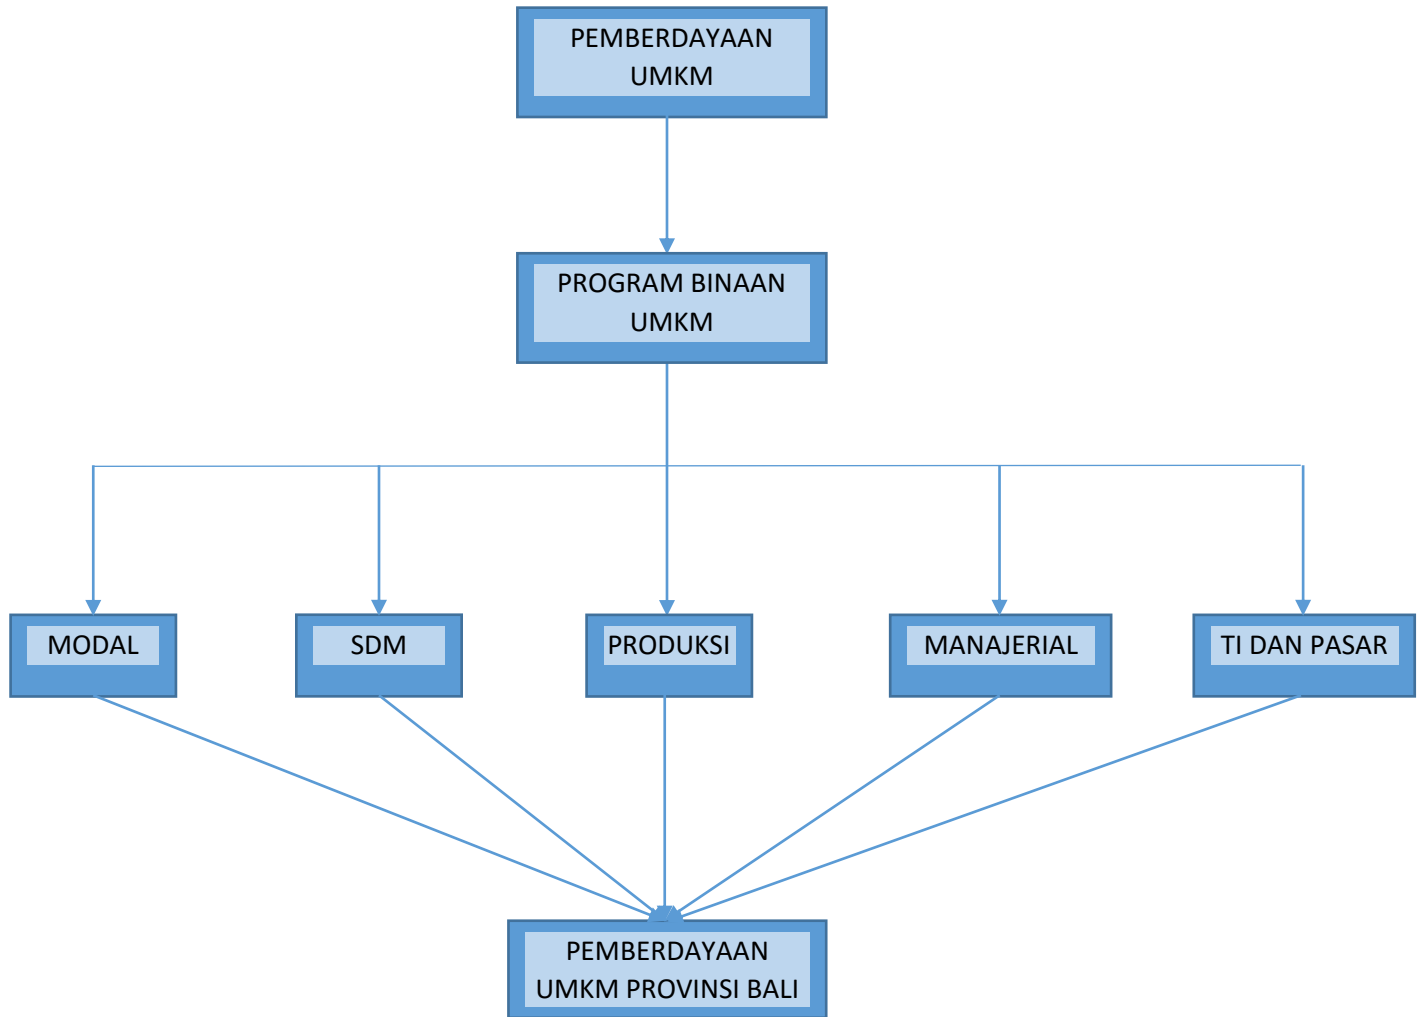 PEMBERDAYAAN
UMKM
PROGRAM BINAAN
UMKM
MODAL
SDM
PRODUKSI
MANAJERIAL
TI DAN PASAR
PEMBERDAYAAN
UMKM PROVINSI BALI